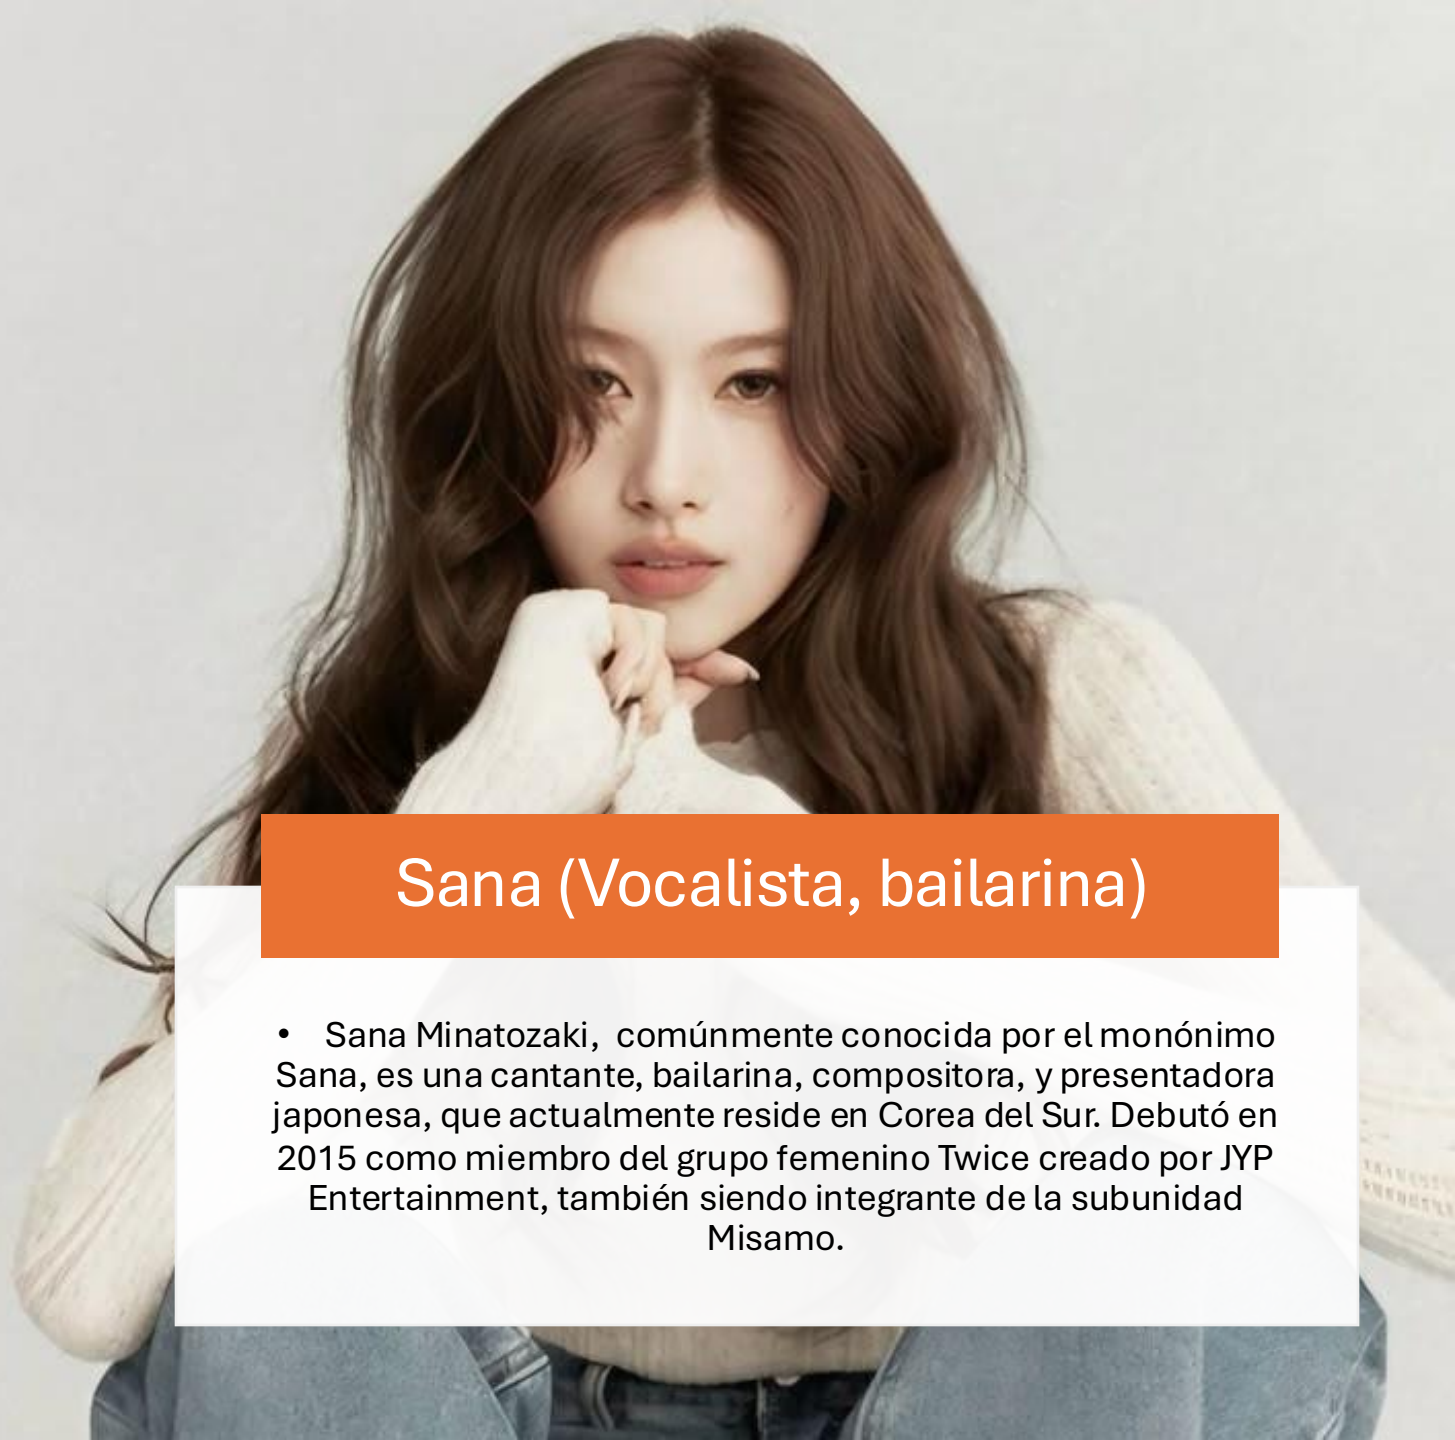 Sana (Vocalista, bailarina)
• Sana Minatozaki, comúnmente conocida por el monónimo
Sana, es una cantante, bailarina, compositora, y presentadora
japonesa, que actualmente reside en Corea del Sur. Debutó en
2015 como miembro del grupo femenino Twice creado por JYP
Entertainment, también siendo integrante de la subunidad
Misamo.